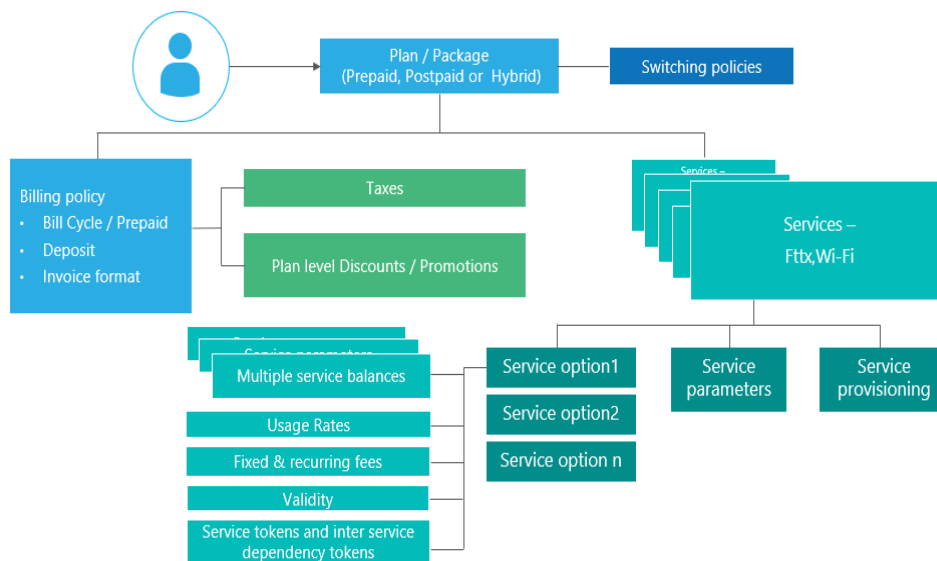 Plan / Package
(Prepaid, Postpaid or Hybrid)
Switching policies
Billing policy
• Bill Cycle / Prepaid
• Deposit
• Invoice format
Taxes
Plan level Discounts / Promotions
Services –
Services –
Fttx,Wi-Fi
Service option1
Service option2
Service option n
Service
parameters
Service
provisioning
Service parameters
Multiple service balances
Usage Rates
Fixed & recurring fees
Validity
Service tokens and inter service
dependency tokens